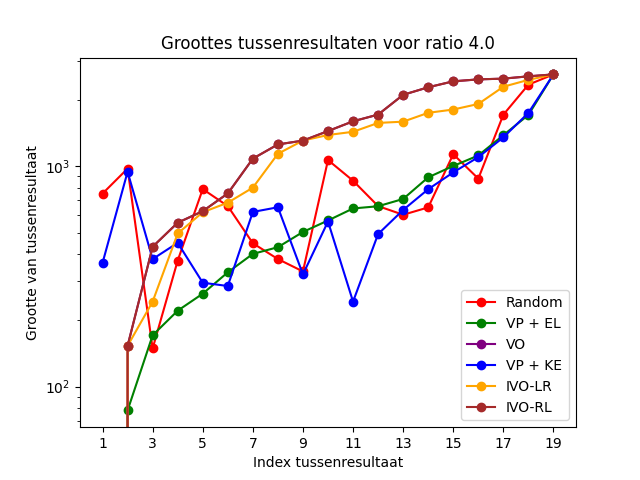 Groottes tussenresultaten voor ratio 4.0
Grootte van tussenresultaat
10³
10²
1 3 5 7 9 11 13 15 17 19
Index tussenresultaat
Random
VP + EL
VO
VP + KE
IVO-LR
IVO-RL